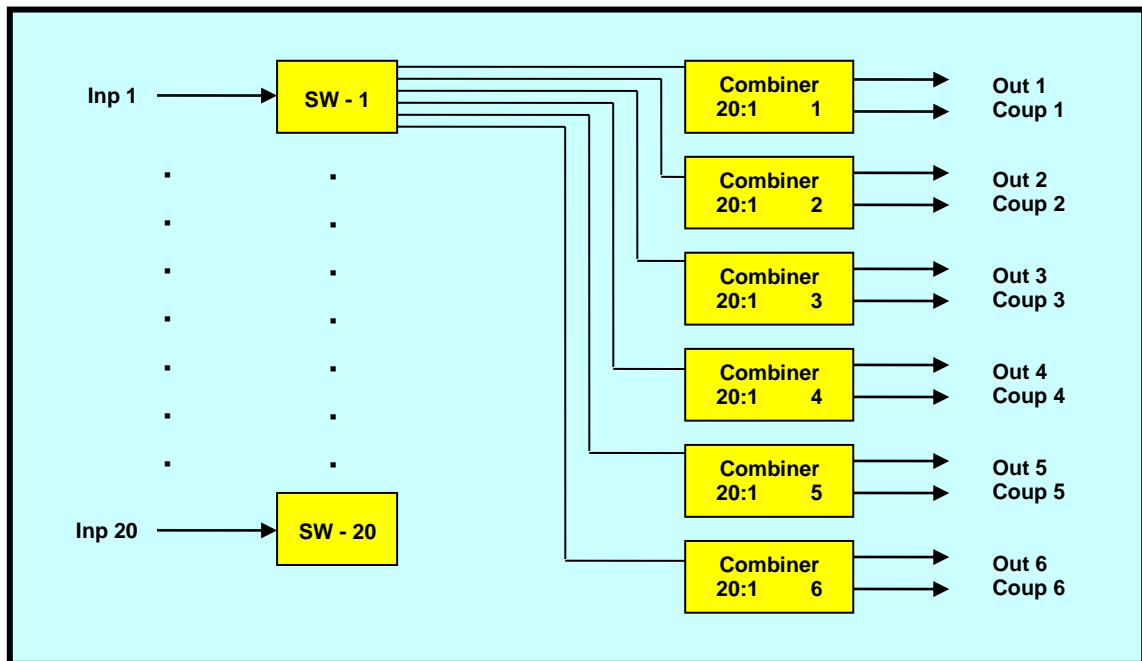 Inp 1
SW - 1
Combiner
20:1 1
Out 1
Coup 1
Combiner
20:1 2
Out 2
Coup 2
Combiner
20:1 3
Out 3
Coup 3
Combiner
20:1 4
Out 4
Coup 4
Combiner
20:1 5
Out 5
Coup 5
Inp 20
SW - 20
Combiner
20:1 6
Out 6
Coup 6